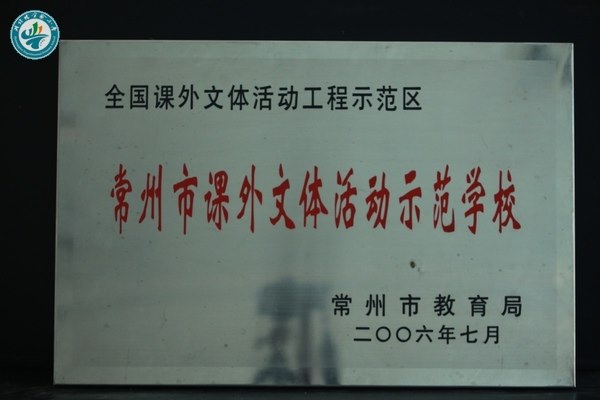 全国课外文体活动工程示范区
常州市课外文体活动示范学校
常州市教育局
二〇〇六年七月